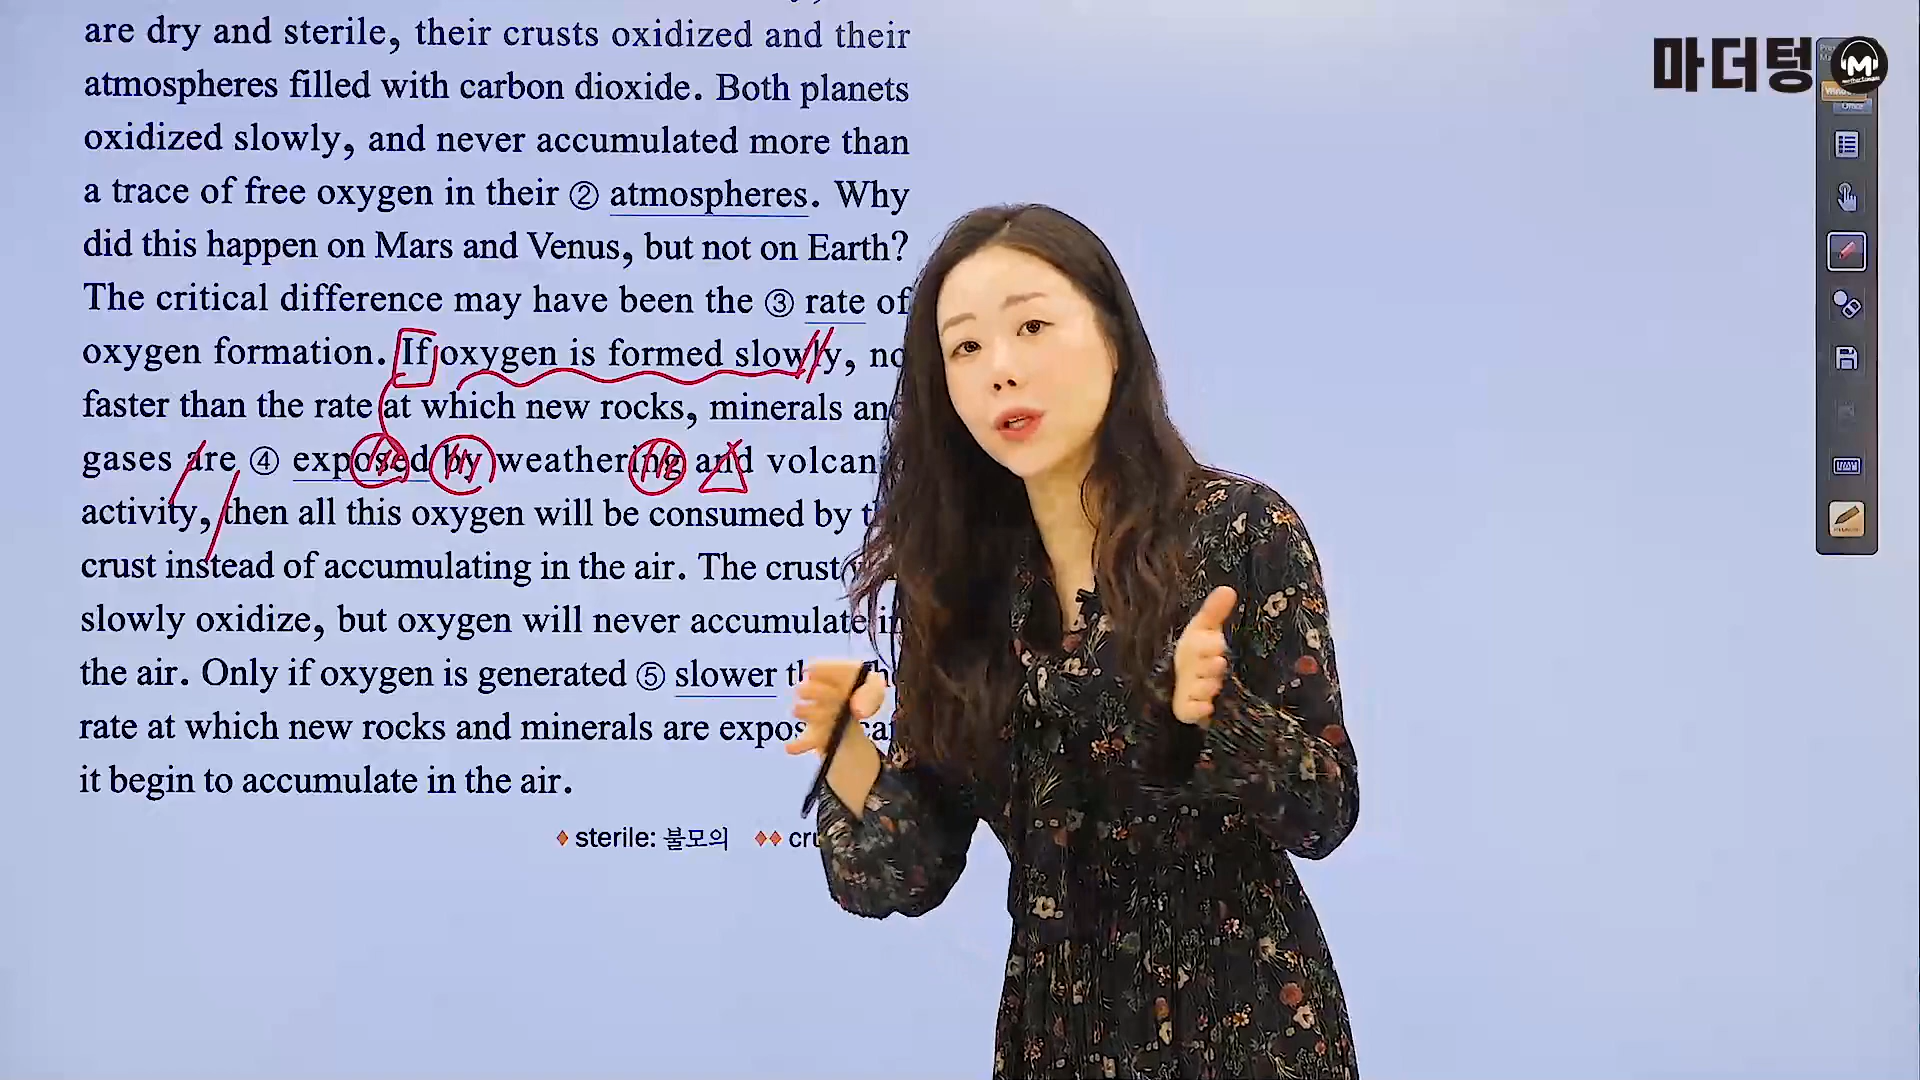 are dry and sterile, their crusts oxidized and their
마더텅 M
atmospheres filled with carbon dioxide. Both planets
oxidized slowly, and never accumulated more than
a trace of free oxygen in their ② atmospheres. Why
did this happen on Mars and Venus, but not on Earth?
The critical difference may have been the ③ rate of
oxygen formation. If oxygen is formed slowly, no
faster than the rate at which new rocks, minerals
gases are ④ exposed by weathering and
activity, then all this oxygen will be consumed by
crust instead of accumulating in the air. The crust
slowly oxidize, but oxygen will never accumulate
the air. Only if oxygen is generated ⑤ slower
rate at which new rocks and minerals are
it begin to accumulate in the air.
♦ sterile: 불모의 ♦♦